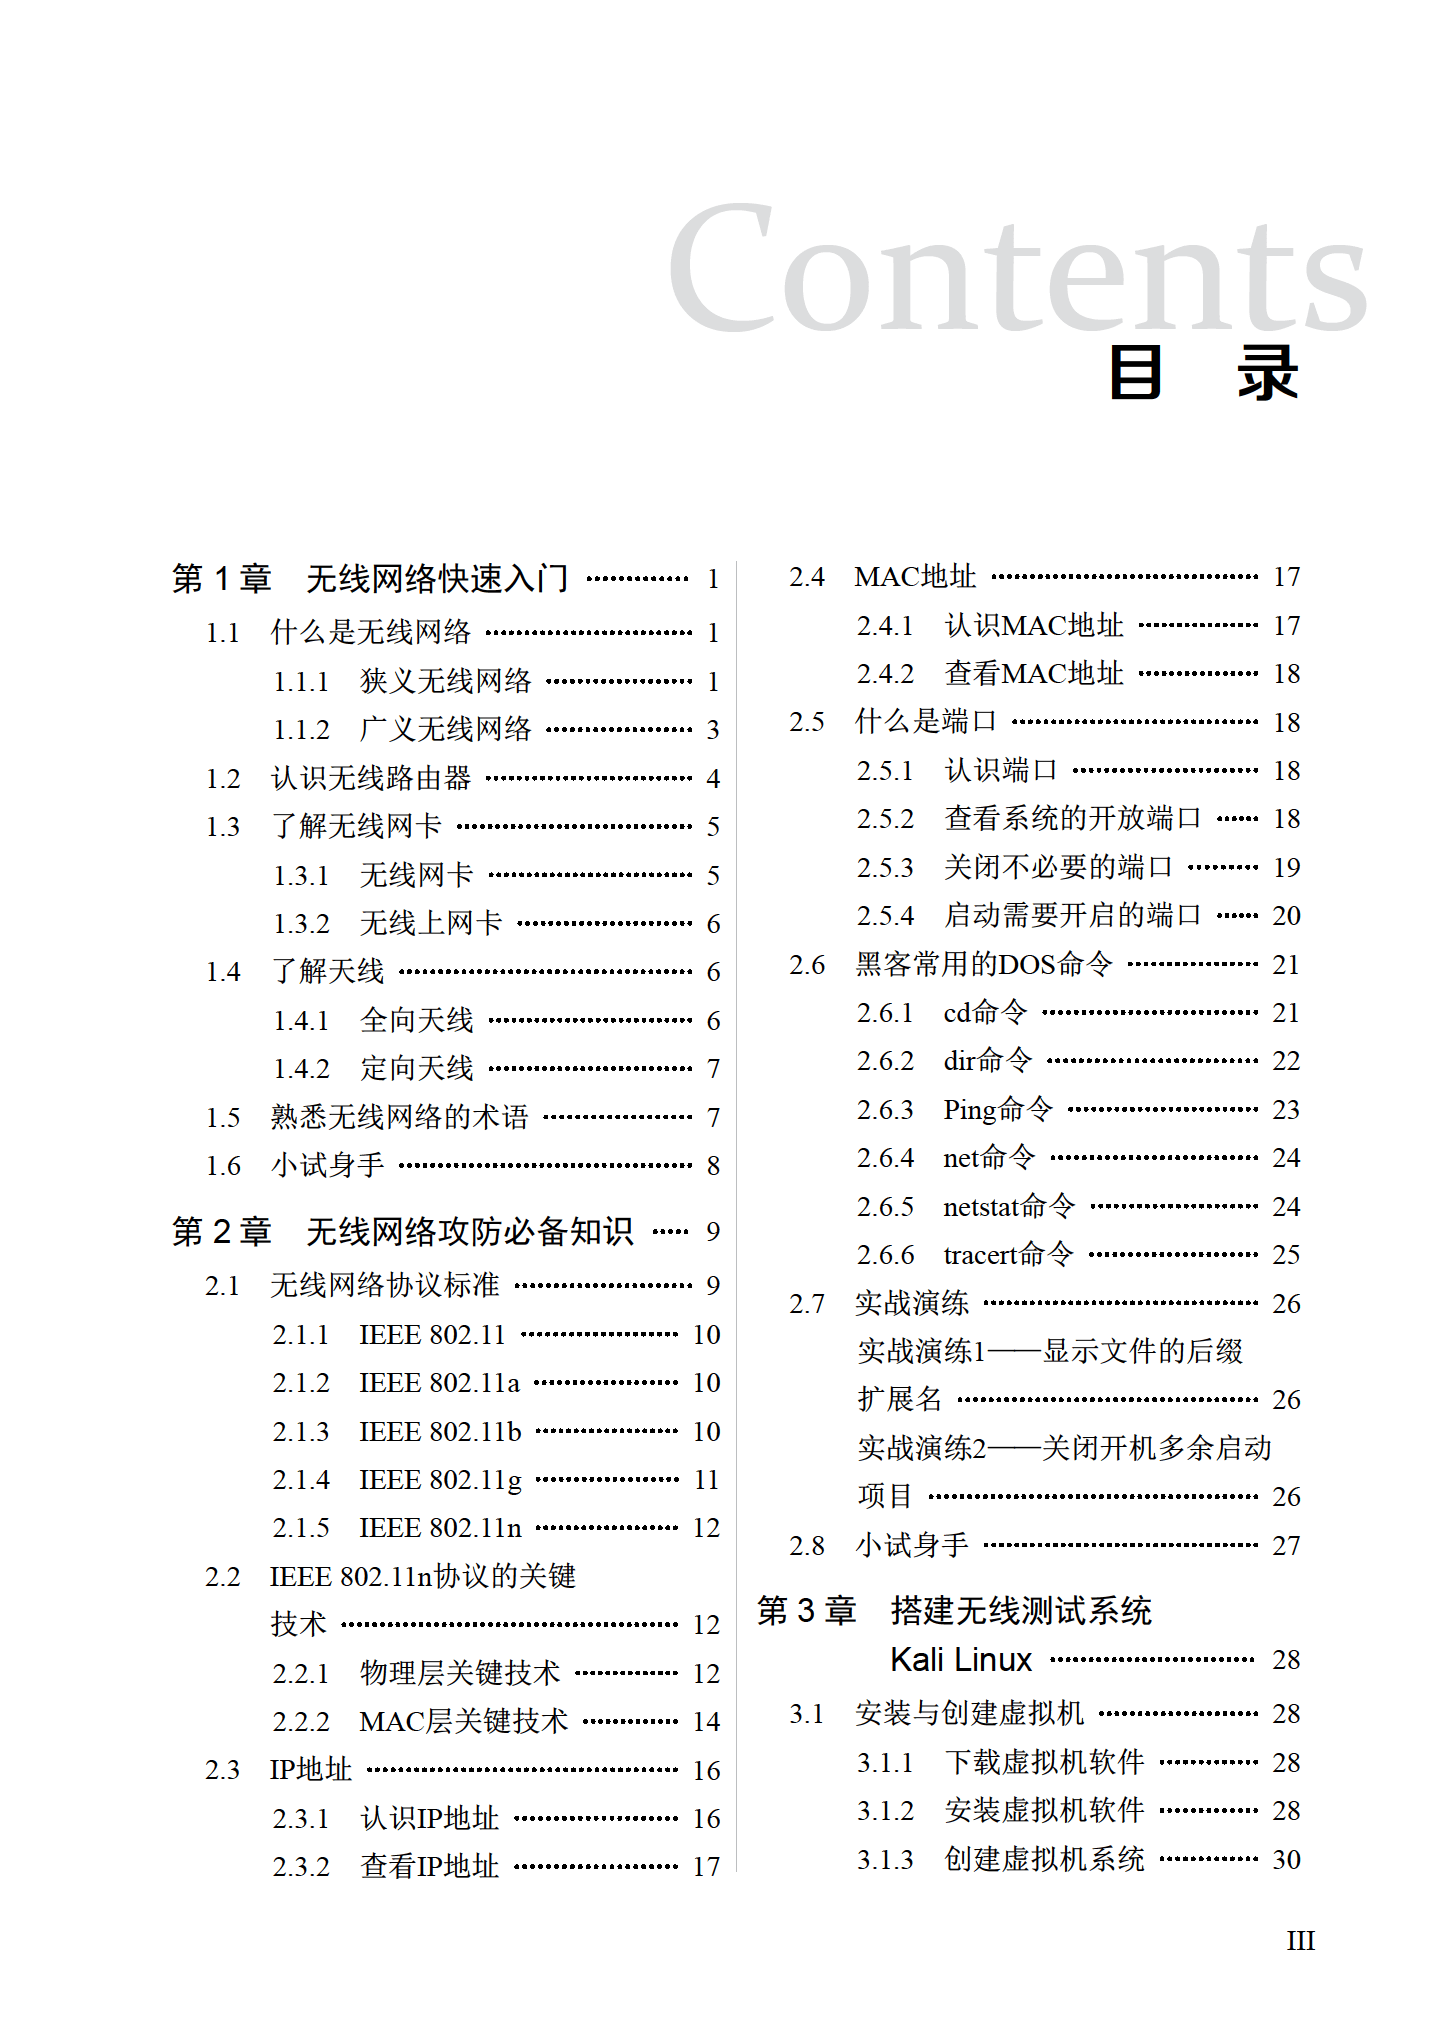 Contents
目 录
第 1 章 无线网络快速入门 ············ 1
1.1 什么是无线网络 ························ 1
1.1.1 狭义无线网络 ················· 1
1.1.2 广义无线网络 ················· 3
1.2 认识无线路由器 ························ 4
1.3 了解无线网卡 ··························· 5
1.3.1 无线网卡 ························ 5
1.3.2 无线上网卡 ···················· 6
1.4 了解天线 ·································· 6
1.4.1 全向天线 ························ 6
1.4.2 定向天线 ························ 7
1.5 熟悉无线网络的术语 ················· 7
1.6 小试身手 ·································· 8
第 2 章 无线网络攻防必备知识 ···· 9
2.1 无线网络协议标准 ····················· 9
2.1.1 IEEE 802.11 ·················· 10
2.1.2 IEEE 802.11a ················· 10
2.1.3 IEEE 802.11b ················ 10
2.1.4 IEEE 802.11g ················ 11
2.1.5 IEEE 802.11n ················ 12
2.2 IEEE 802.11n协议的关键
技术 ······································· 12
2.2.1 物理层关键技术 ············ 12
2.2.2 MAC层关键技术 ··········· 14
2.3 IP地址 ···································· 16
2.3.1 认识IP地址 ··················· 16
2.3.2 查看IP地址 ··················· 17
2.4 MAC地址 ······························· 17
2.4.1 认识MAC地址 ·············· 17
2.4.2 查看MAC地址 ·············· 18
2.5 什么是端口 ····························· 18
2.5.1 认识端口 ······················ 18
2.5.2 查看系统的开放端口 ····· 18
2.5.3 关闭不必要的端口 ········ 19
2.5.4 启动需要开启的端口 ····· 20
2.6 黑客常用的DOS命令 ··············· 21
2.6.1 cd命令 ·························· 21
2.6.2 dir命令 ························· 22
2.6.3 Ping命令 ······················ 23
2.6.4 net命令 ························ 24
2.6.5 netstat命令 ··················· 24
2.6.6 tracert命令 ···················· 25
2.7 实战演练 ································ 26
实战演练1——显示文件的后缀
扩展名 ··································· 26
实战演练2——关闭开机多余启动
项目 ······································ 26
2.8 小试身手 ································ 27
第 3 章 搭建无线测试系统
Kali Linux ························ 28
3.1 安装与创建虚拟机 ··················· 28
3.1.1 下载虚拟机软件 ············ 28
3.1.2 安装虚拟机软件 ············ 28
3.1.3 创建虚拟机系统 ············ 30
III